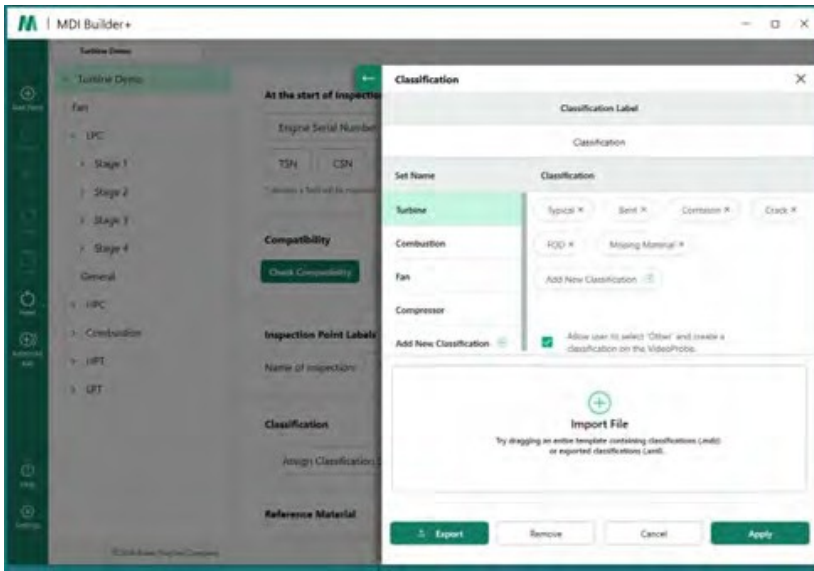 MDI Builder+
Turbine Demo
Turbine Demo
Fan
LPC
Stage 1
Stage 2
Stage 3
Stage 4
General
HPC
Combustion
HPT
LPT
Help
Settings
At the start of Inspection
Engine Serial Number
TSN
CSN
Compatibility
Check Compatibility
Inspection Point Labels
Name of inspection:
Classification
Assign Classification
Reference Material
Classification
Classification Label
Classification
Set Name
Classification
Turbine
Typical × Bent × Corrosion × Crack ×
Combustion
FOD × Missing Material ×
Fan
Add New Classification
Compressor
Add New Classification
Allow user to select 'Other' and create a
classification on the VideoProbe.
Import File
Try dragging an entire template containing classifications (.mdi)
or exported classifications (.xml).
Export
Remove
Cancel
Apply